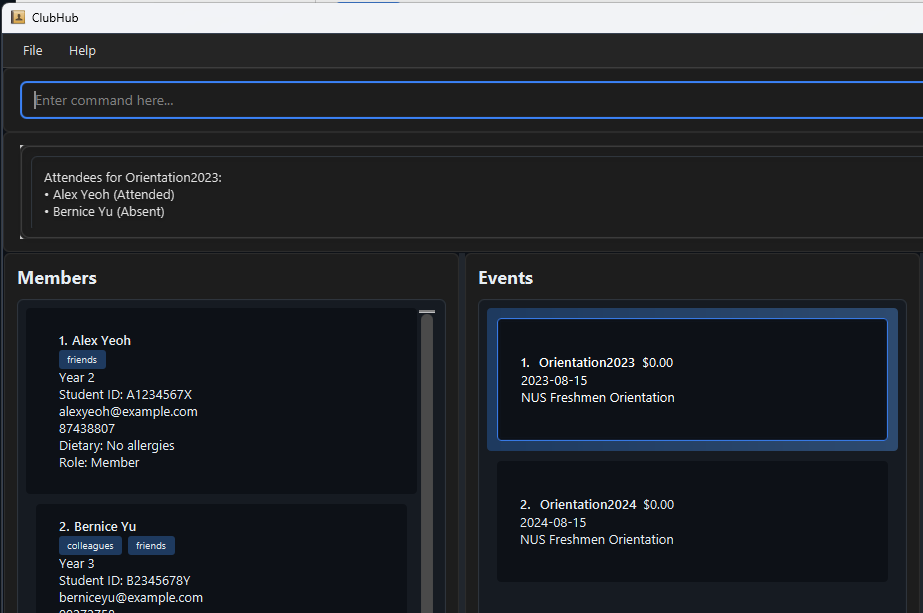 ClubHub
File Help
Enter command here...
Attendees for Orientation2023:
• Alex Yeoh (Attended)
• Bernice Yu (Absent)
Members
1. Alex Yeoh
friends
Year 2
Student ID: A1234567X
alexyeoh@example.com
87438807
Dietary: No allergies
Role: Member
2. Bernice Yu
colleagues friends
Year 3
Student ID: B2345678Y
berniceyu@example.com
Events
1. Orientation2023 $0.00
2023-08-15
NUS Freshmen Orientation
2. Orientation2024 $0.00
2024-08-15
NUS Freshmen Orientation